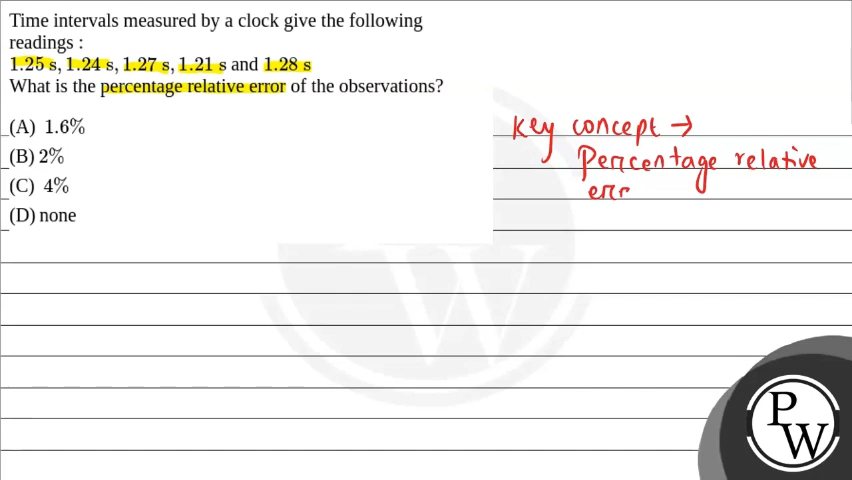 Time intervals measured by a clock give the following
readings :
1.25 s, 1.24 s, 1.27 s, 1.21 s and 1.28 s
What is the percentage relative error of the observations?
(A) 1.6%
(B) 2%
(C) 4%
(D) none
Key concept →
Percentage relative
err
P
W
W